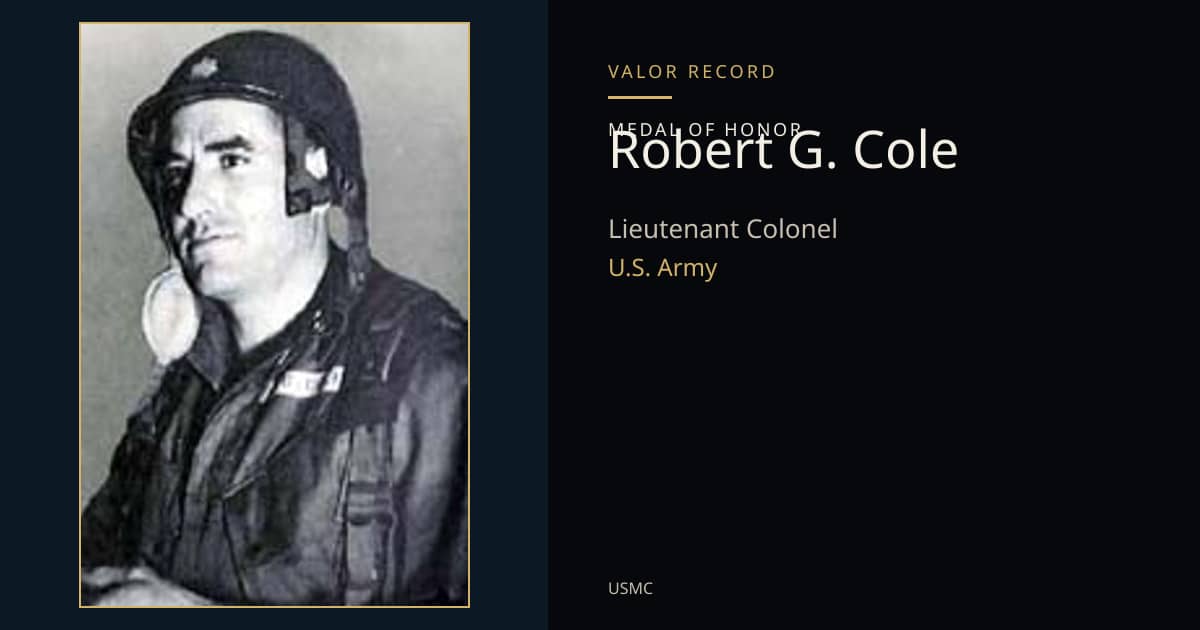 VALOR RECORD
MEDAL OF HONOR
Robert G. Cole
Lieutenant Colonel
U.S. Army
USMC